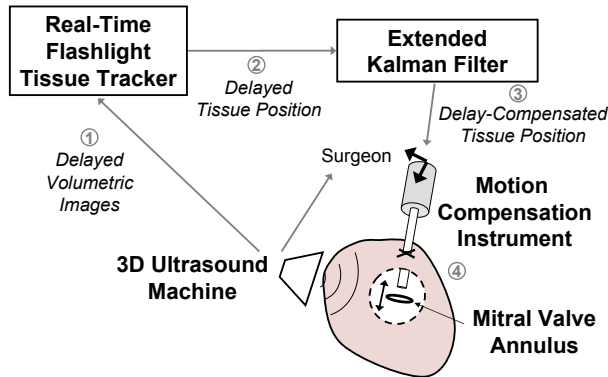 Real-Time
Flashlight
Tissue Tracker
②
Delayed
Tissue Position
Extended
Kalman Filter
③
Delay-Compensated
Tissue Position
①
Delayed
Volumetric
Images
Surgeon
Motion
Compensation
Instrument
3D Ultrasound
Machine
④
Mitral Valve
Annulus